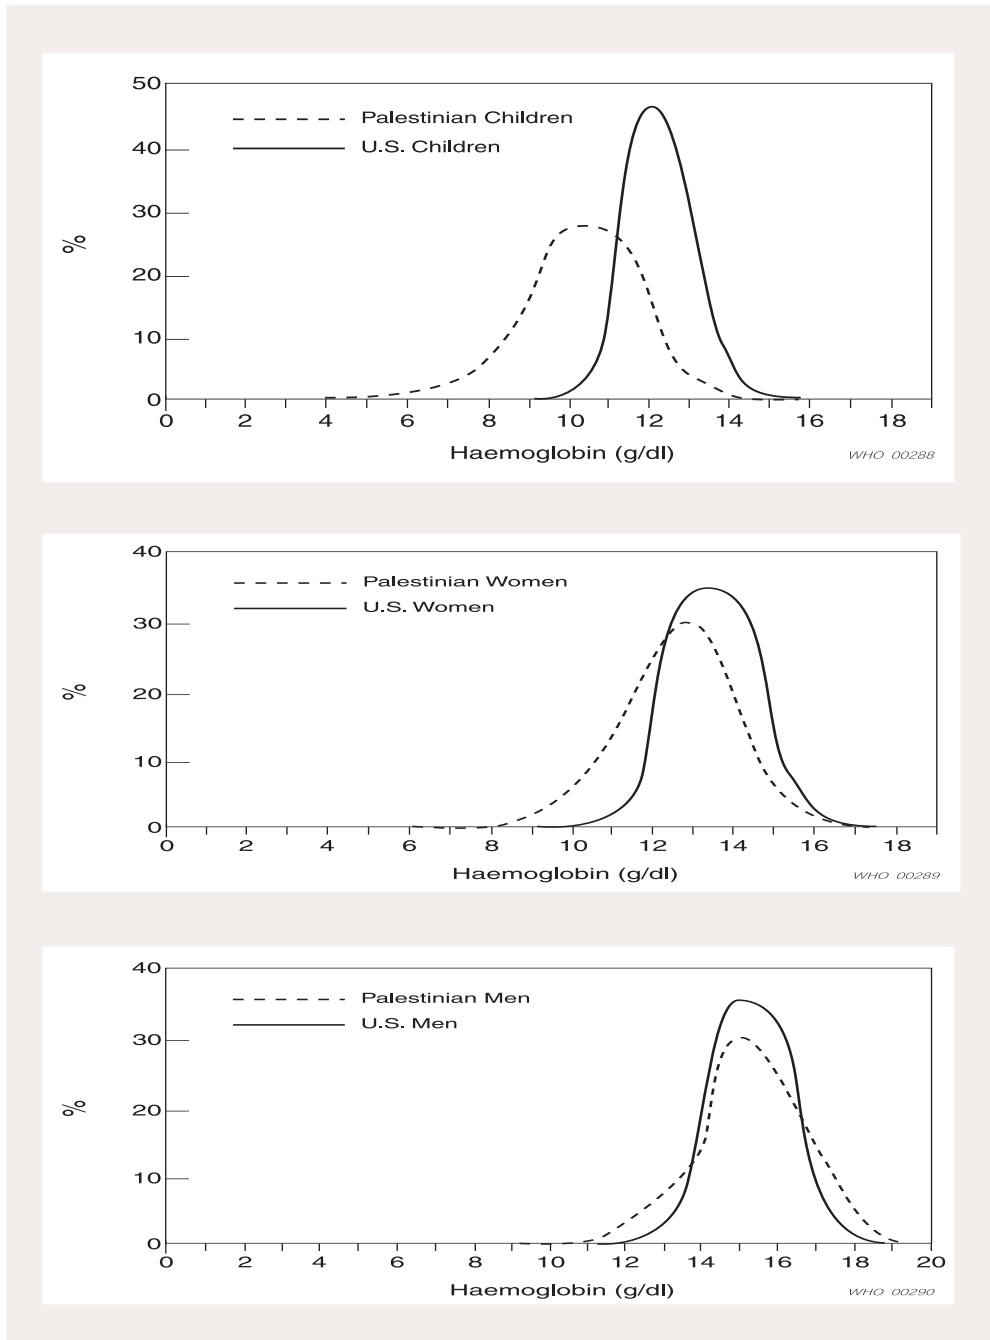 50
Palestinian Children
40
U.S. Children
30
%
20
10
0
0 2 4 6 8 10 12 14 16 18
Haemoglobin (g/dl)
WHO 00288
40
Palestinian Women
U.S. Women
30
%
20
10
0
0 2 4 6 8 10 12 14 16 18
Haemoglobin (g/dl)
WHO 00289
40
Palestinian Men
U.S. Men
30
%
20
10
0
0 2 4 6 8 10 12 14 16 18 20
Haemoglobin (g/dl)
WHO 00290